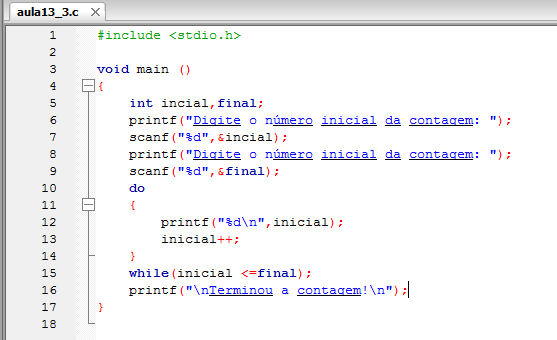 aula13_3.c
1 #include <stdio.h>
2
3 void main ()
4 {
5 int incial,final;
6 printf("Digite o número inicial da contagem: ");
7 scanf("%d",&incial);
8 printf("Digite o número inicial da contagem: ");
9 scanf("%d",&final);
10 do
11 {
12 printf("%d\n",inicial);
13 inicial++;
14 }
15 while(inicial <=final);
16 printf("\nTerminou a contagem!\n");
17 }
18